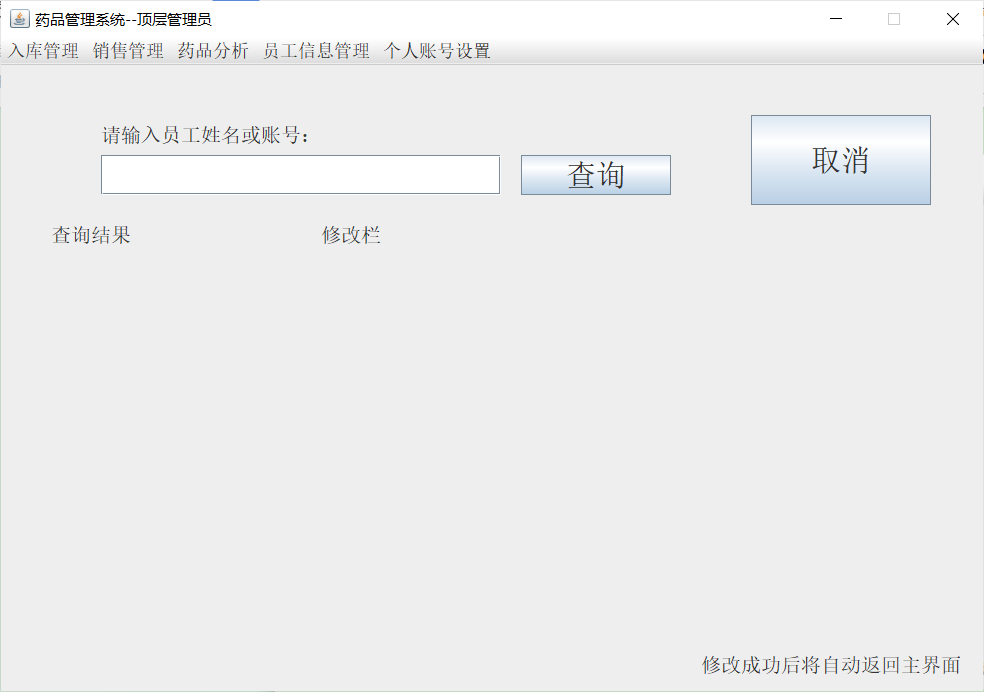 药品管理系统--顶层管理员
入库管理 销售管理 药品分析 员工信息管理 个人账号设置
请输入员工姓名或账号：
查询
取消
查询结果
修改栏
修改成功后将自动返回主界面